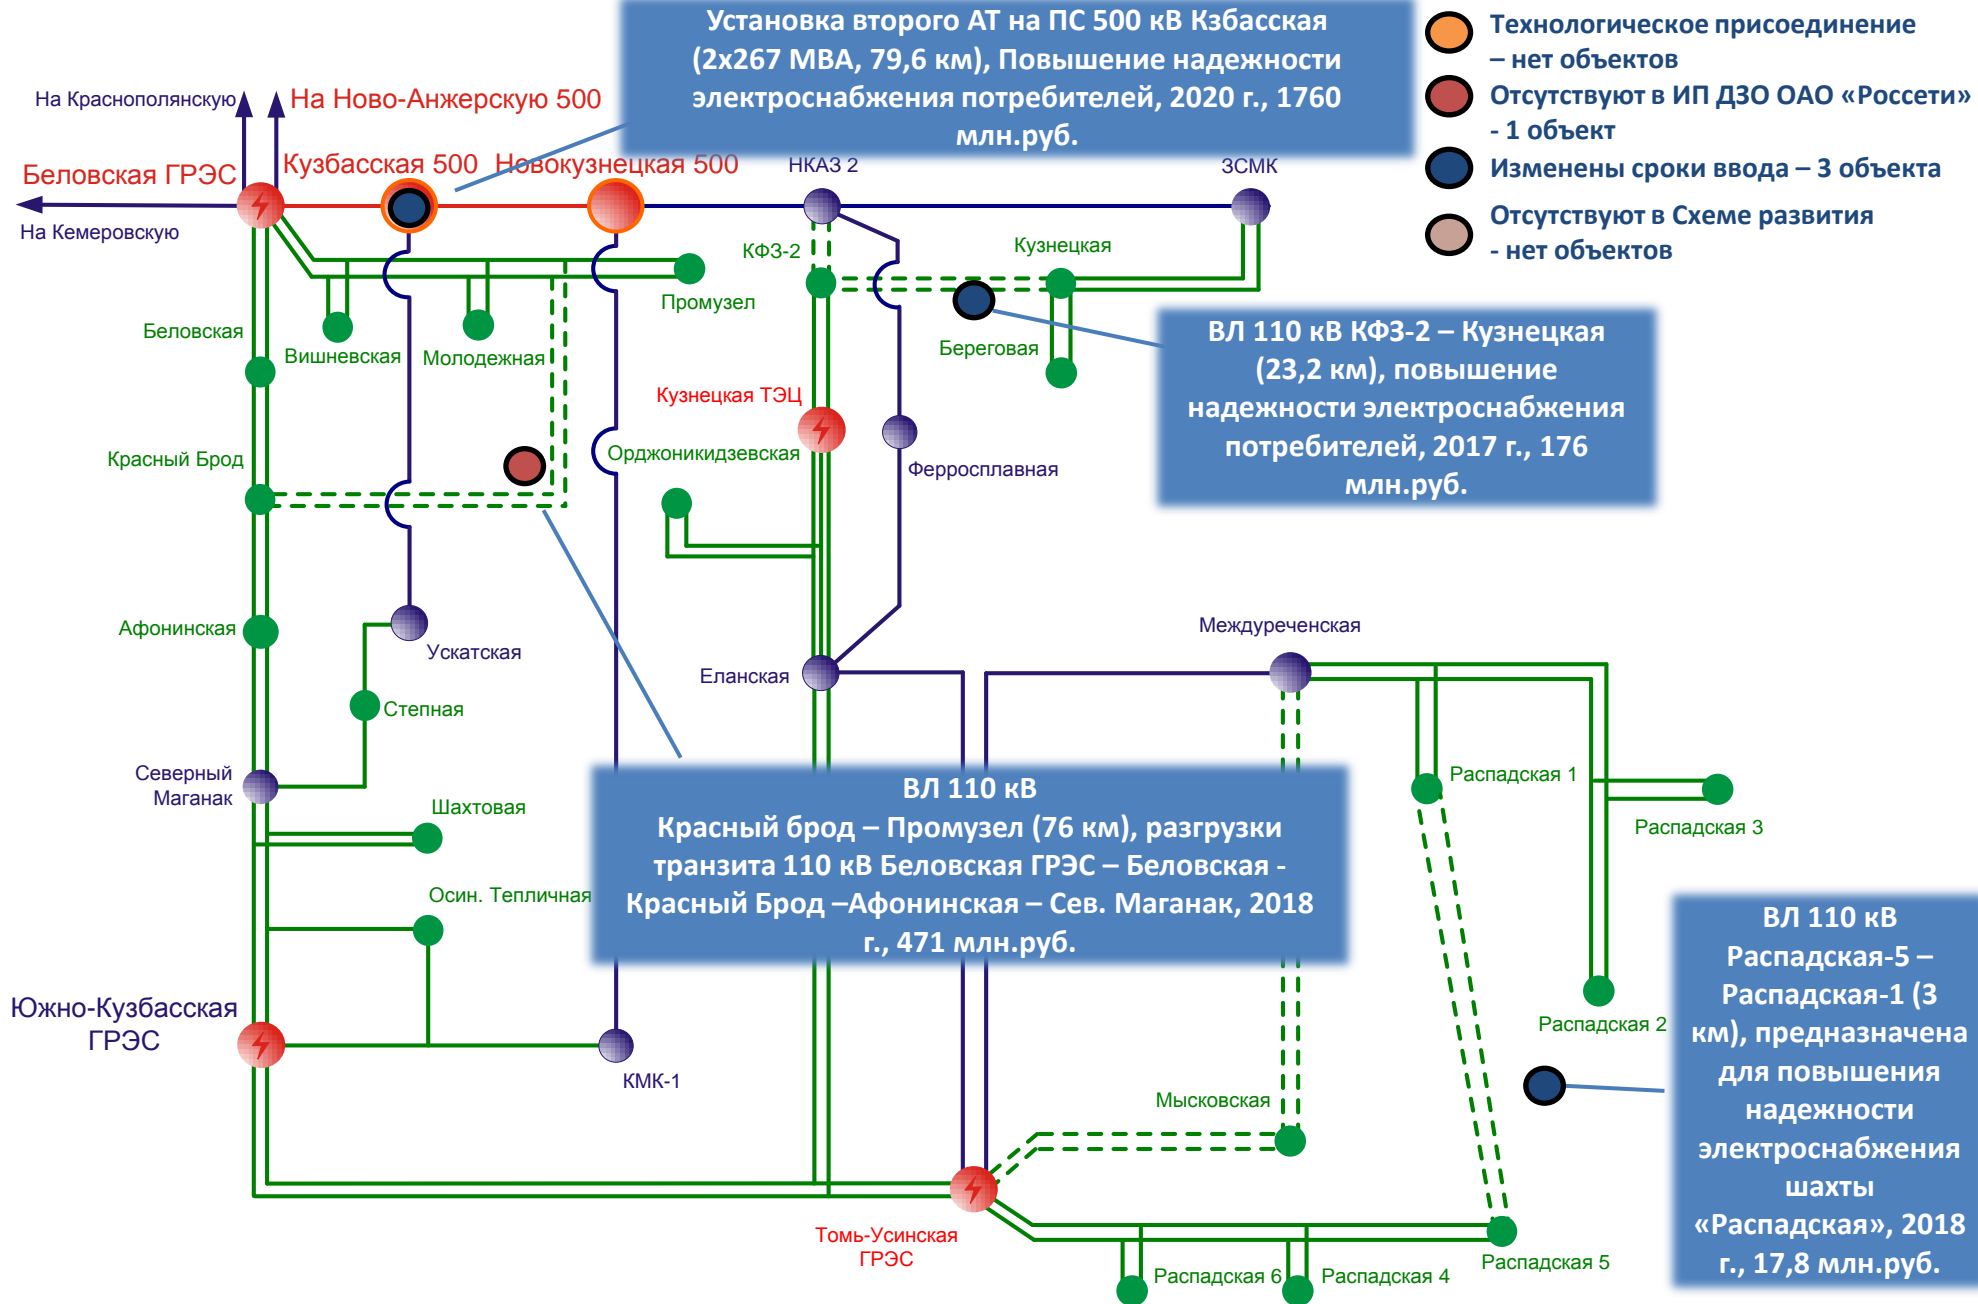 Установка второго АТ на ПС 500 кВ Кзбасская
(2х267 МВА, 79,6 км), Повышение надежности
электроснабжения потребителей, 2020 г., 1760
млн.руб.
Технологическое присоединение
– нет объектов
Отсутствуют в ИП ДЗО ОАО «Россети»
- 1 объект
Изменены сроки ввода – 3 объекта
Отсутствуют в Схеме развития
- нет объектов
На Краснополянскую
На Ново-Анжерскую 500
Беловская ГРЭС
Кузбасская 500
Новокузнецкая 500
НКАЗ 2
ЗСМК
На Кемеровскую
КФЗ-2
Кузнецкая
Промузел
Беловская
Вишневская
Молодежная
Береговая
ВЛ 110 кВ КФЗ-2 – Кузнецкая
(23,2 км), повышение
надежности электроснабжения
потребителей, 2017 г., 176
млн.руб.
Кузнецкая ТЭЦ
Красный Брод
Орджоникидзевская
Ферросплавная
Афонинская
Ускатская
Междуреченская
Еланская
Степная
Северный
Маганак
Шахтовая
Распадская 1
Распадская 3
ВЛ 110 кВ
Красный брод – Промузел (76 км), разгрузки
транзита 110 кВ Беловская ГРЭС – Беловская -
Красный Брод –Афонинская – Сев. Маганак, 2018
г., 471 млн.руб.
Осин. Тепличная
Южно-Кузбасская
ГРЭС
КМК-1
Распадская 2
ВЛ 110 кВ
Распадская-5 –
Распадская-1 (3
км), предназначена
для повышения
надежности
электроснабжения
шахты
«Распадская», 2018
г., 17,8 млн.руб.
Мысковская
Томь-Усинская
ГРЭС
Распадская 6
Распадская 4
Распадская 5